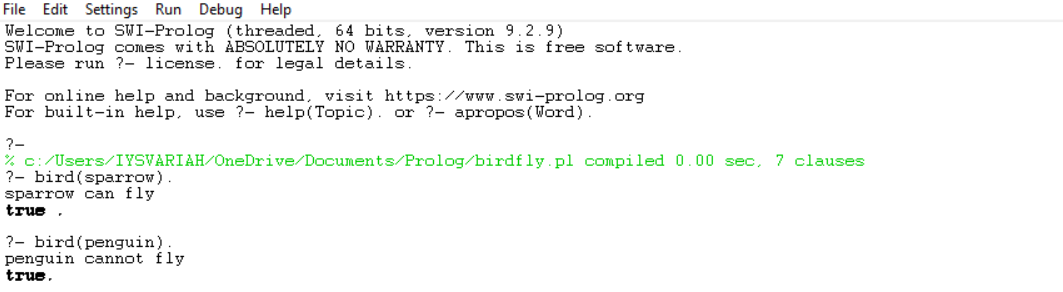 File Edit Settings Run Debug Help
Welcome to SWI-Prolog (threaded, 64 bits, version 9.2.9)
SWI-Prolog comes with ABSOLUTELY NO WARRANTY. This is free software.
Please run ?- license. for legal details.
For online help and background, visit https://www.swi-prolog.org
For built-in help, use ?- help(Topic). or ?- apropos(Word).
?-
% c:/Users/IYSVARIAH/OneDrive/Documents/Prolog/birdfly.pl compiled 0.00 sec, 7 clauses
?- bird(sparrow).
sparrow can fly
true .
?- bird(penguin).
penguin cannot fly
true.